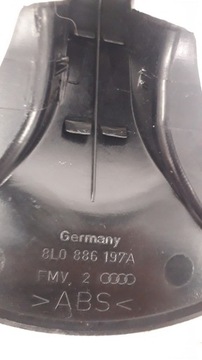 Germany
8L0 886 197A
FMV 2
>ABS<